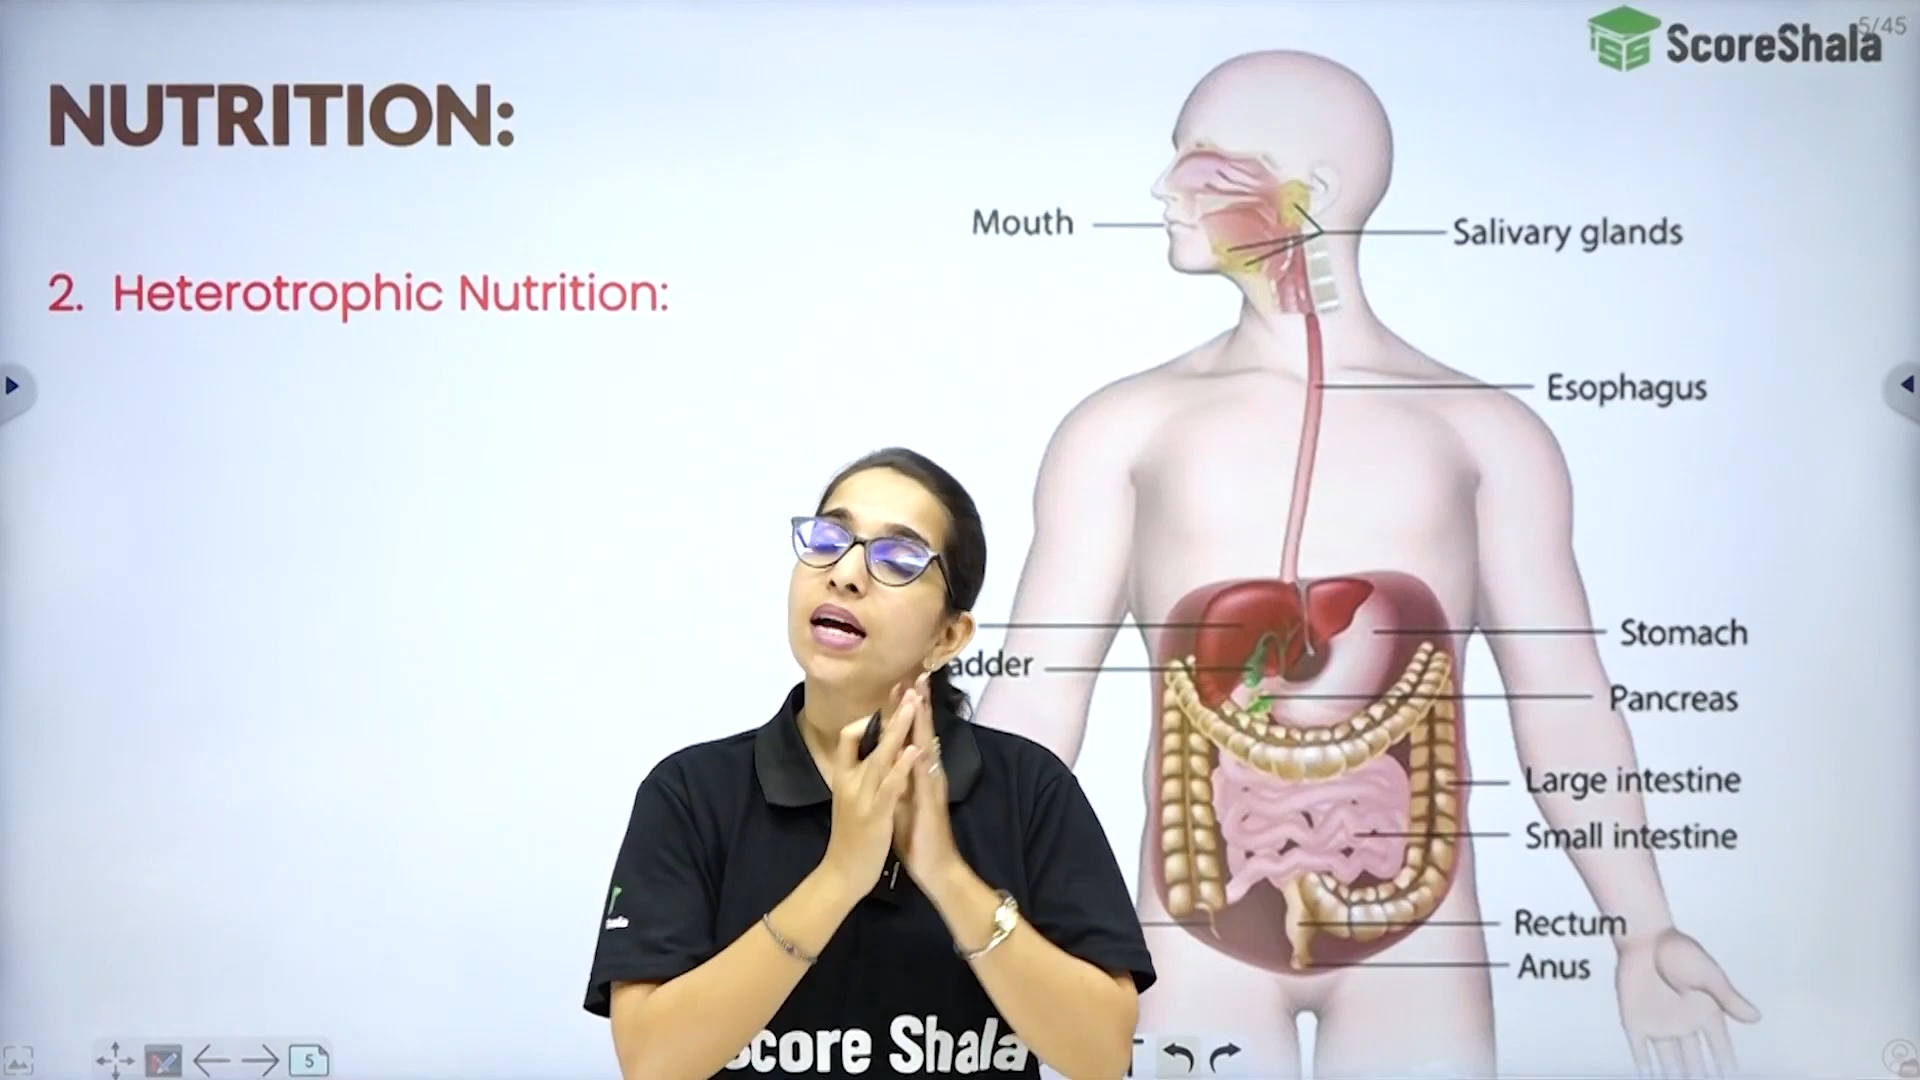 ScoreShala
5/45
NUTRITION:
Mouth
Salivary glands
2. Heterotrophic Nutrition:
Esophagus
Stomach
adder
Pancreas
Large intestine
Small intestine
Rectum
Anus
core Shala
5